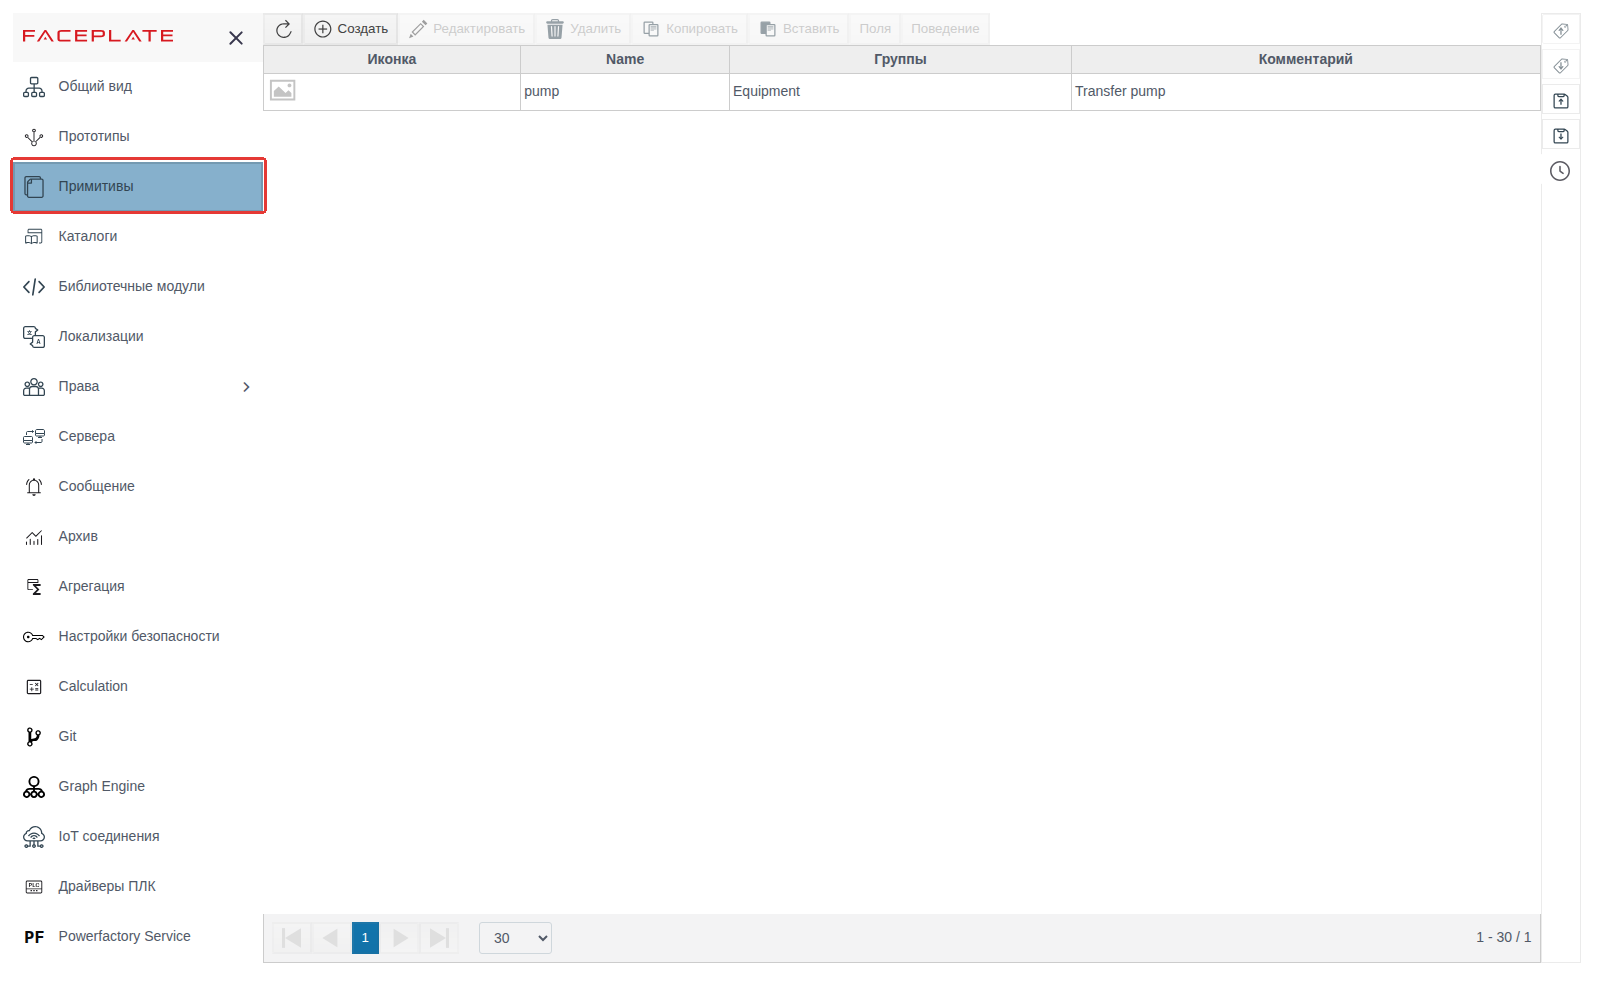 FACEPLATE
Общий вид
Прототипы
Примитивы
Каталоги
Библиотечные модули
Локализации
Права
Сервера
Сообщение
Архив
Агрегация
Настройки безопасности
Calculation
Git
Graph Engine
IoT соединения
Драйверы ПЛК
PF Powerfactory Service
Создать Редактировать Удалить Копировать Вставить Поля Поведение
Иконка Name Группы Комментарий
pump Equipment Transfer pump
1 30 1 - 30 / 1